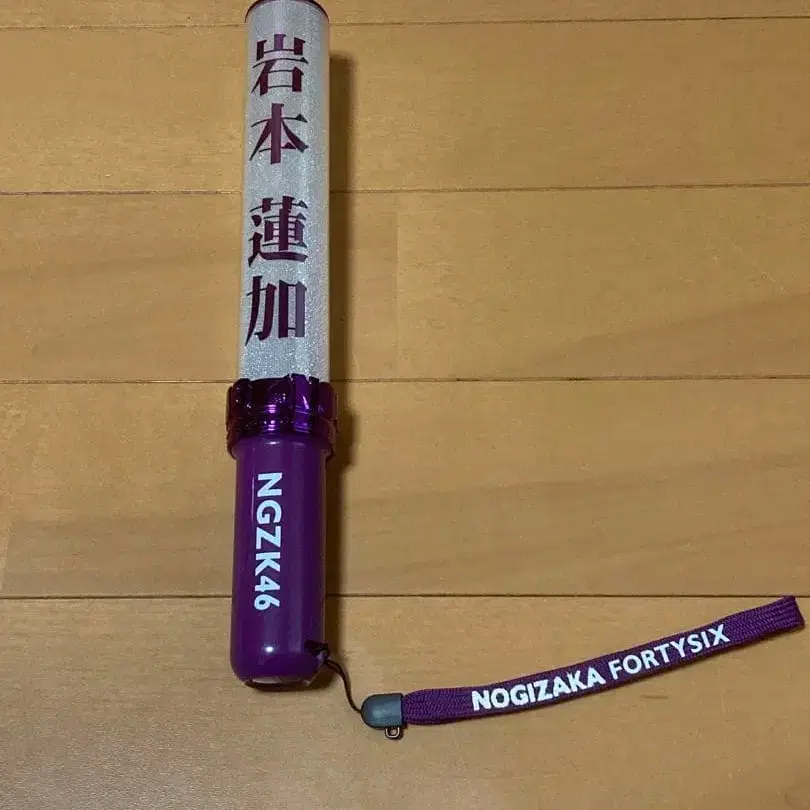 岩本 蓮加
NGZK46
NOGIZAKA FORTYSIX